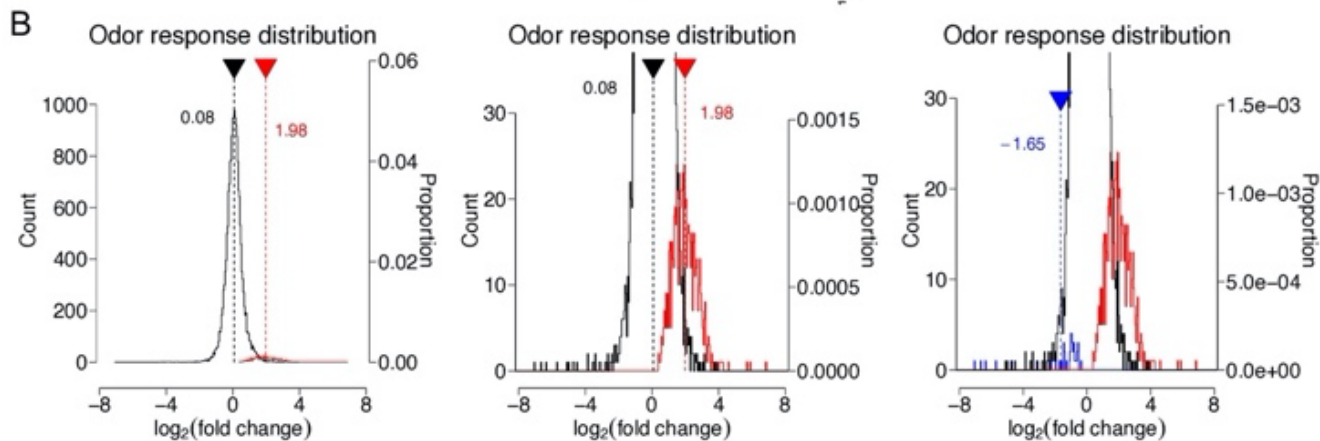 B
Odor response distribution
0.08
1.98
Count
1000
800
600
400
200
0
Proportion
0.06
0.04
0.02
0.00
−8
−4
0
4
8
log2(fold change)
Odor response distribution
0.08
1.98
Count
30
20
10
0
Proportion
0.0015
0.0010
0.0005
0.0000
−8
−4
0
4
8
log2(fold change)
Odor response distribution
−1.65
Count
30
20
10
0
Proportion
1.5e−03
1.0e−03
5.0e−04
0.0e+00
−8
−4
0
4
8
log2(fold change)